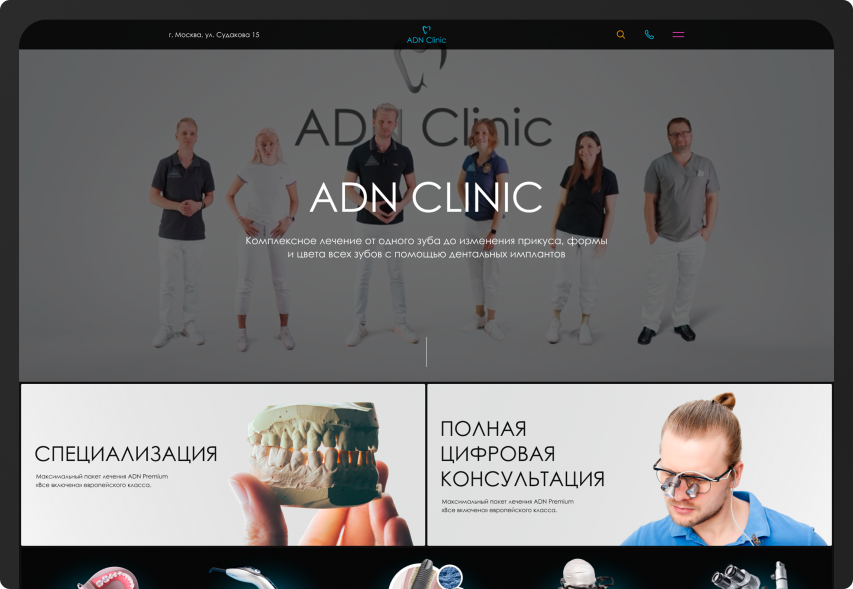 г. Москва, ул. Судакова 15
ADN Clinic
ADN Clinic
ADN CLINIC
Комплексное лечение от одного зуба до изменения прикуса, формы
и цвета всех зубов с помощью дентальных имплантов
СПЕЦИАЛИЗАЦИЯ
Максимальный пакет лечения ADN Premium
«Все включено» европейского класса.
ПОЛНАЯ
ЦИФРОВАЯ
КОНСУЛЬТАЦИЯ
Максимальный пакет лечения ADN Premium
«Все включено» европейского класса.